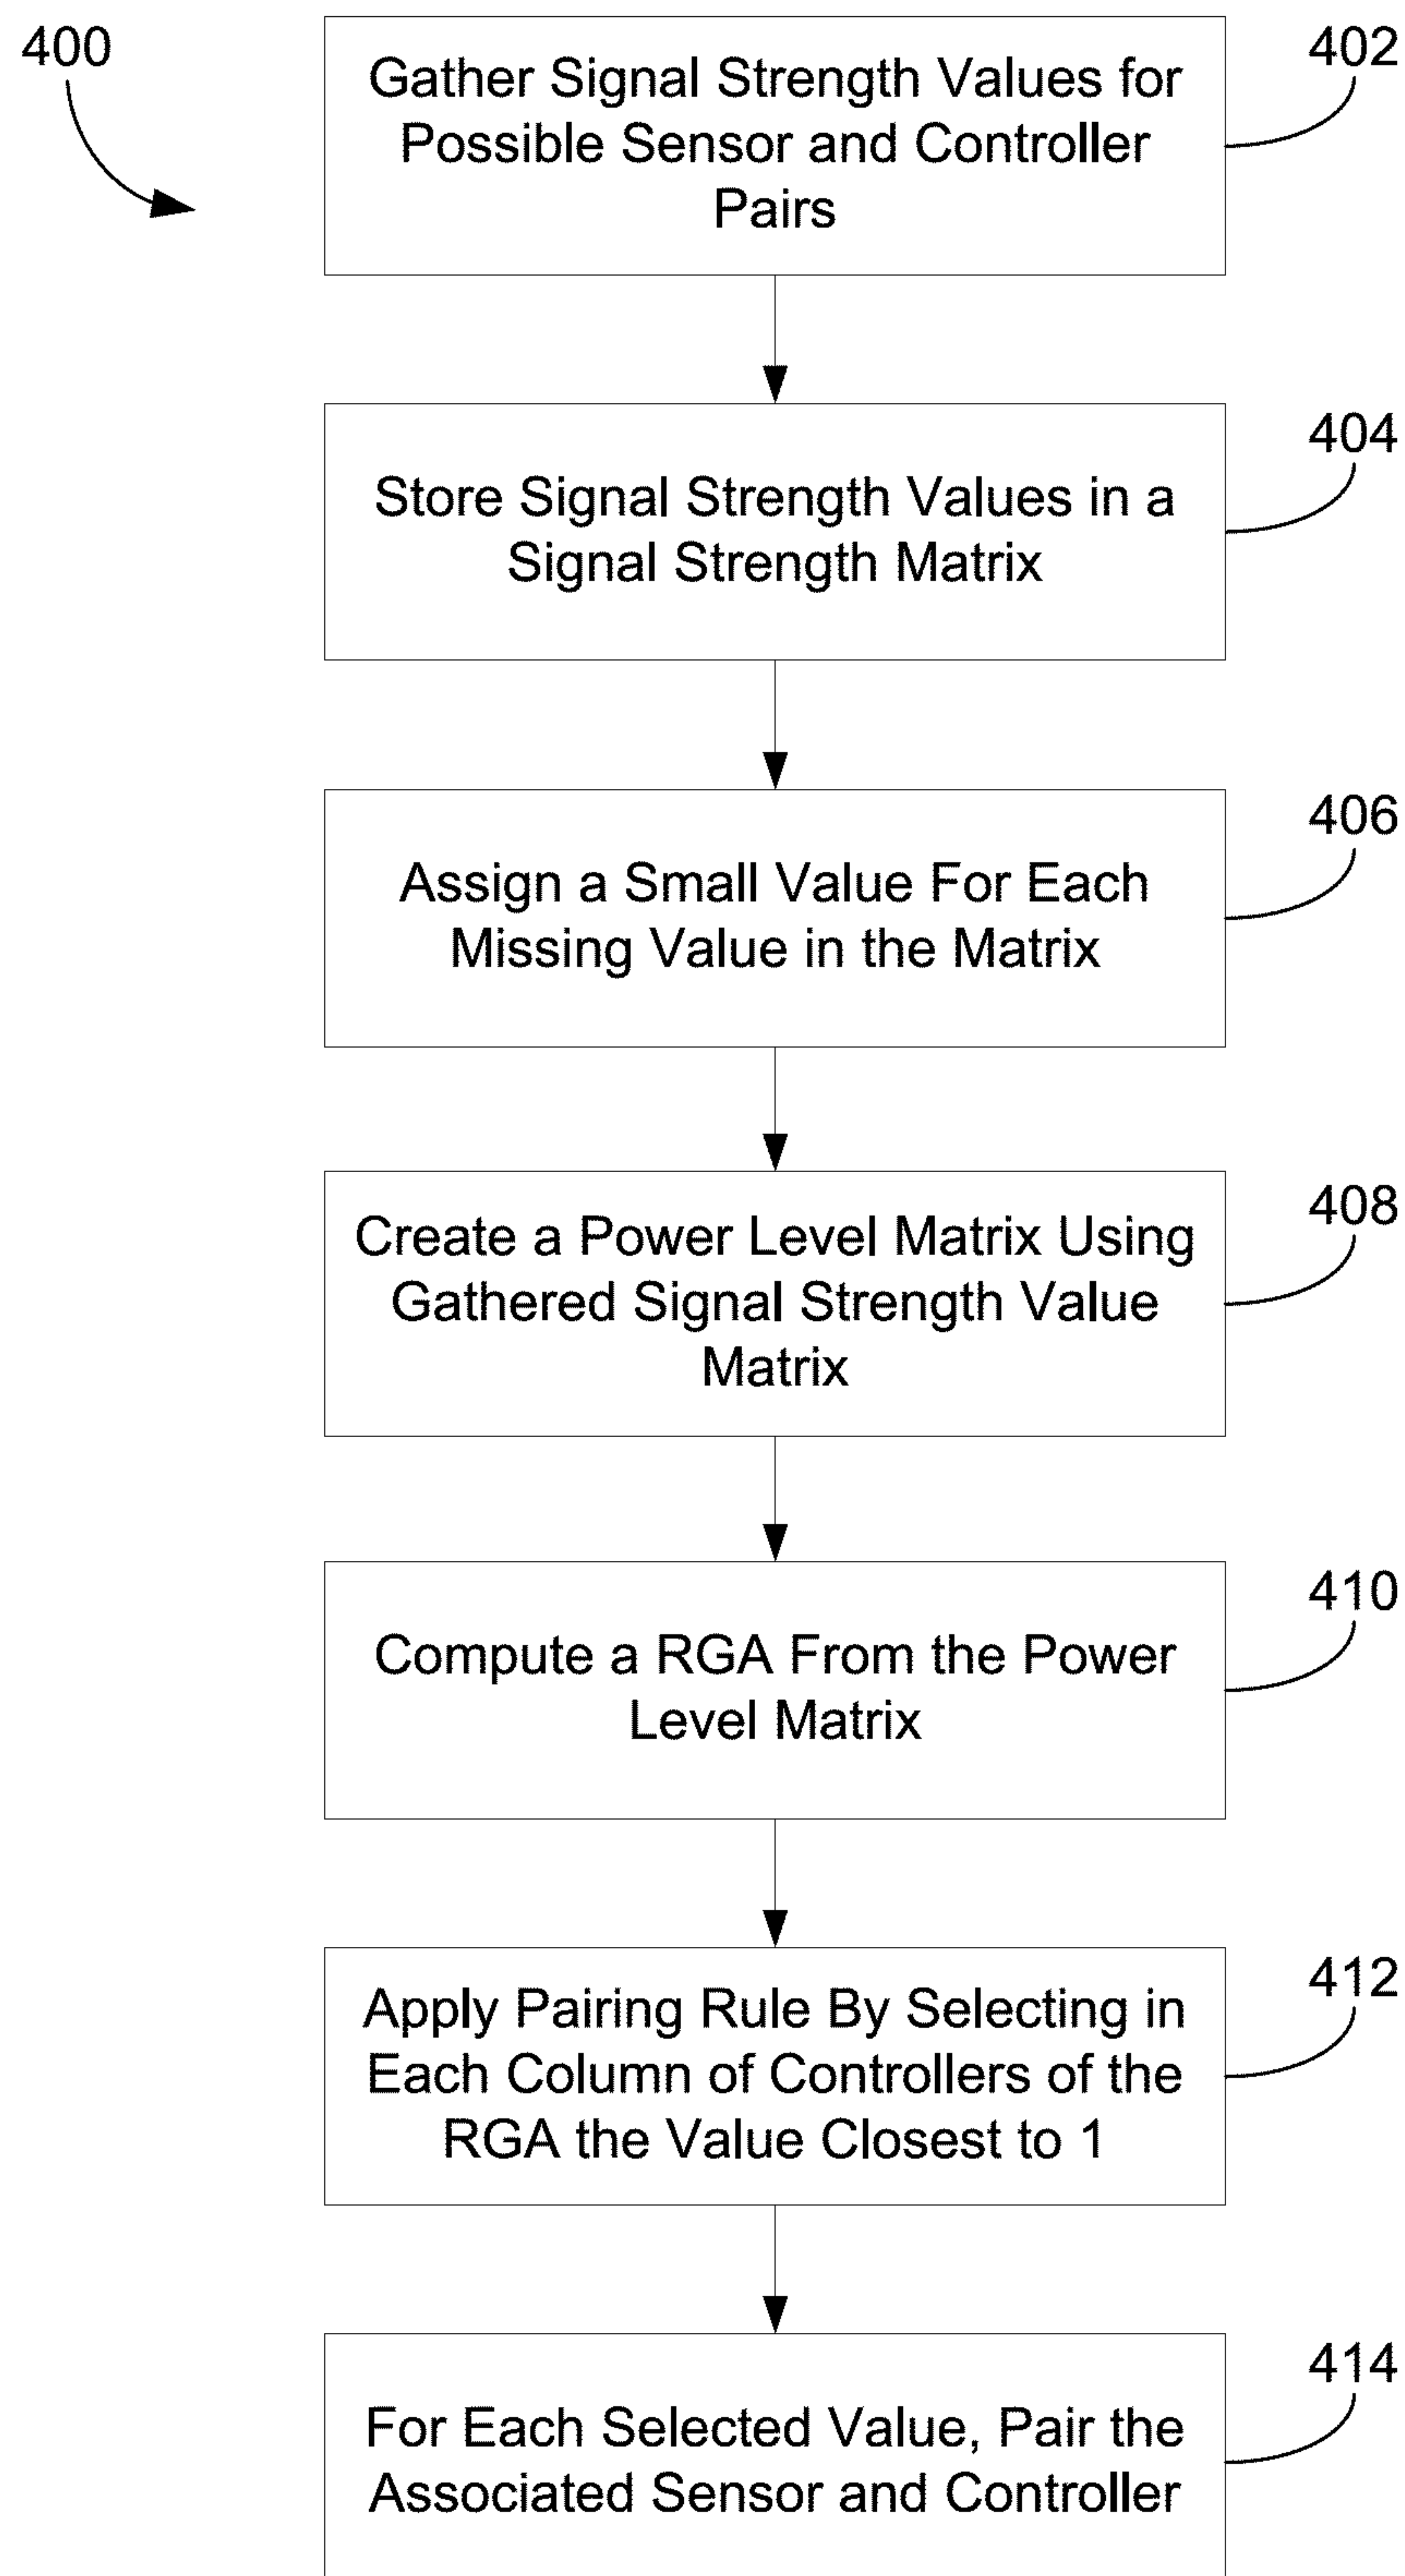 400
Gather Signal Strength Values for
Possible Sensor and Controller
Pairs
402
Store Signal Strength Values in a
Signal Strength Matrix
404
Assign a Small Value For Each
Missing Value in the Matrix
406
Create a Power Level Matrix Using
Gathered Signal Strength Value
Matrix
408
Compute a RGA From the Power
Level Matrix
410
Apply Pairing Rule By Selecting in
Each Column of Controllers of the
RGA the Value Closest to 1
412
For Each Selected Value, Pair the
Associated Sensor and Controller
414